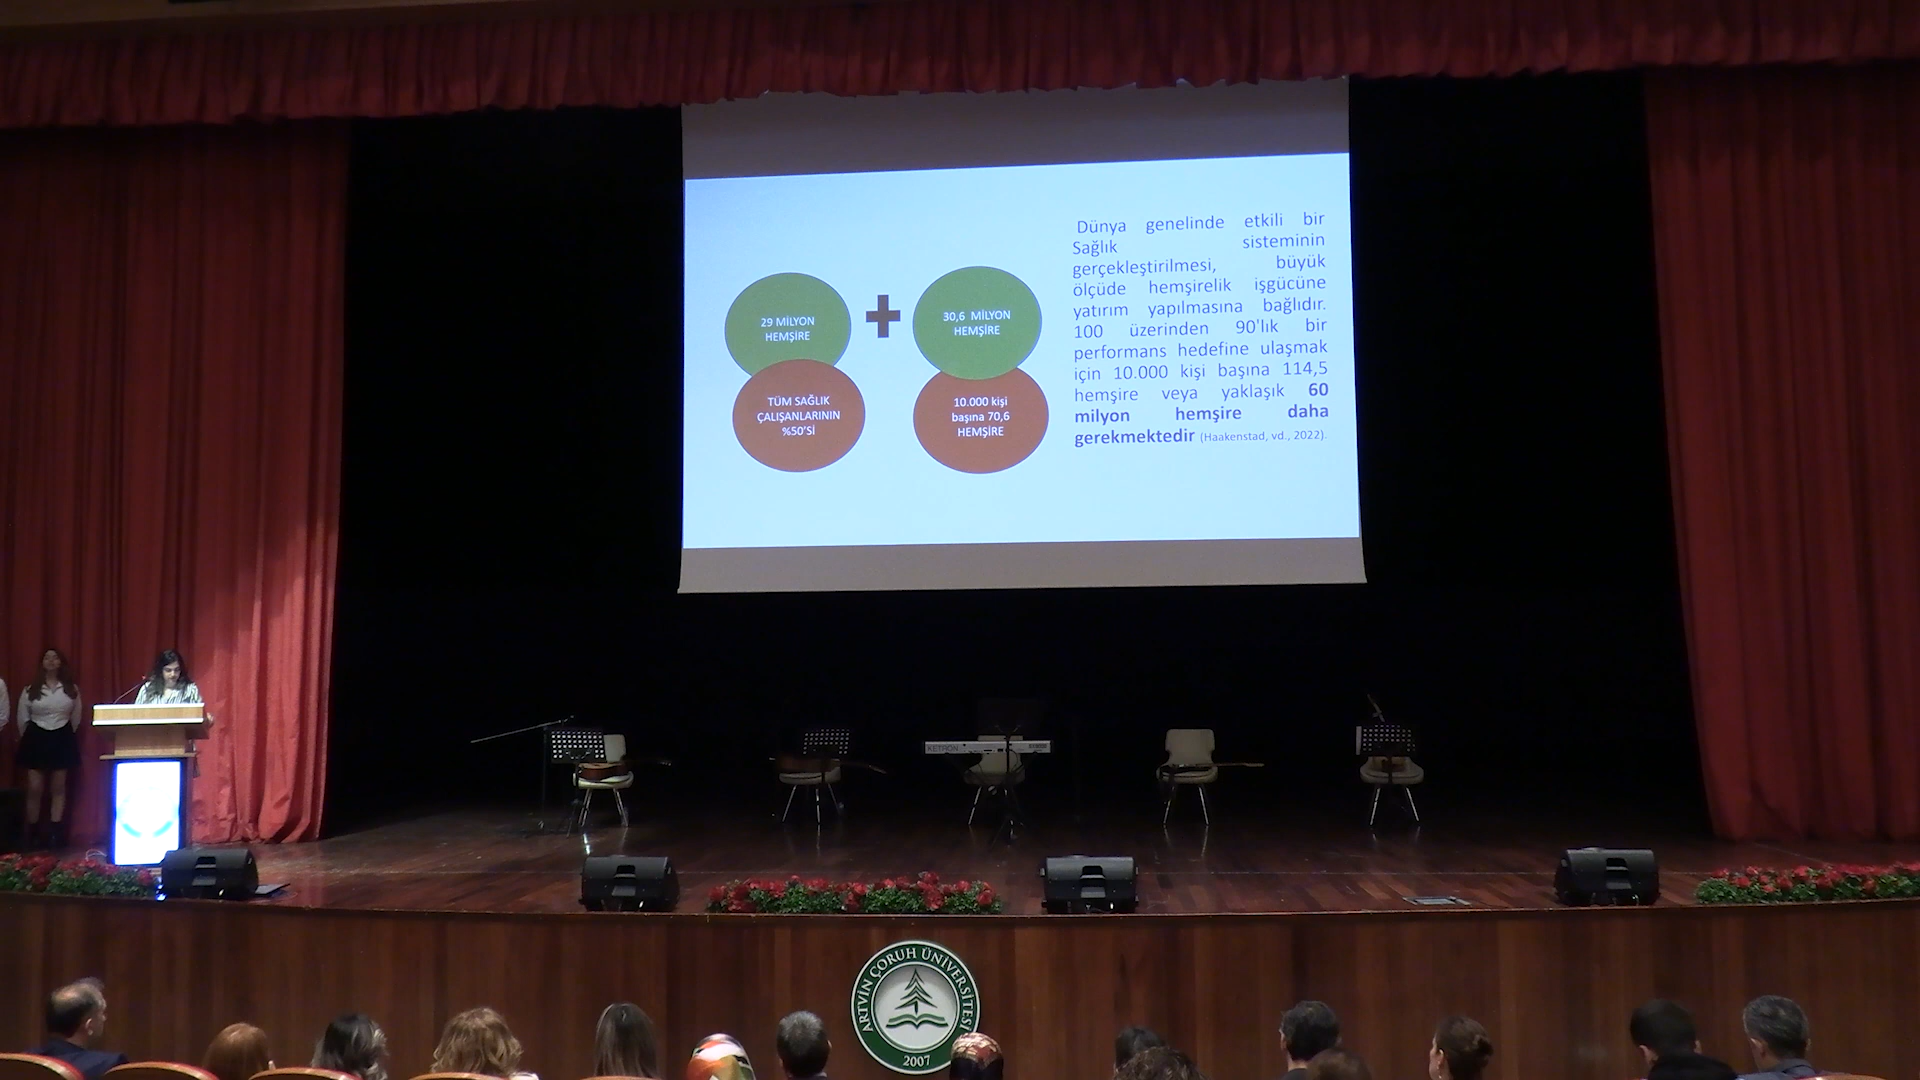 29 MİLYON
HEMŞİRE
TÜM SAĞLIK
ÇALIŞANLARININ
%50'Sİ
30,6 MİLYON
HEMŞİRE
10.000 kişi
başına 70,6
HEMŞİRE
Dünya genelinde etkili bir
Sağlık sisteminin
gerçekleştirilmesi, büyük
ölçüde hemşirelik işgücüne
yatırım yapılmasına bağlıdır.
100 üzerinden 90'lık bir
performans hedefine ulaşmak
için 10.000 kişi başına 114,5
hemşire veya yaklaşık 60
milyon hemşire daha
gerekmektedir (Haakenstad, vd., 2022).
KETRON
ARTVİN ÇORUH ÜNİVERSİTESİ
2007